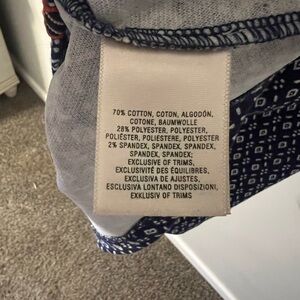 70% COTTON, COTON, ALGODÓN,
COTONE, BAUMWOLLE
28% POLYESTER, POLYESTER,
POLIÉSTER, POLIESTERE, POLYESTER
2% SPANDEX, SPANDEX, SPANDEX,
SPANDEX, SPANDEX;
EXCLUSIVE OF TRIMS,
EXCLUSIVITÉ DES ÉQUILIBRES,
EXCLUSIVA DE AJUSTES,
ESCLUSIVA LONTANO DISPOSIZIONI,
EXKLUSIV OF TRIMS